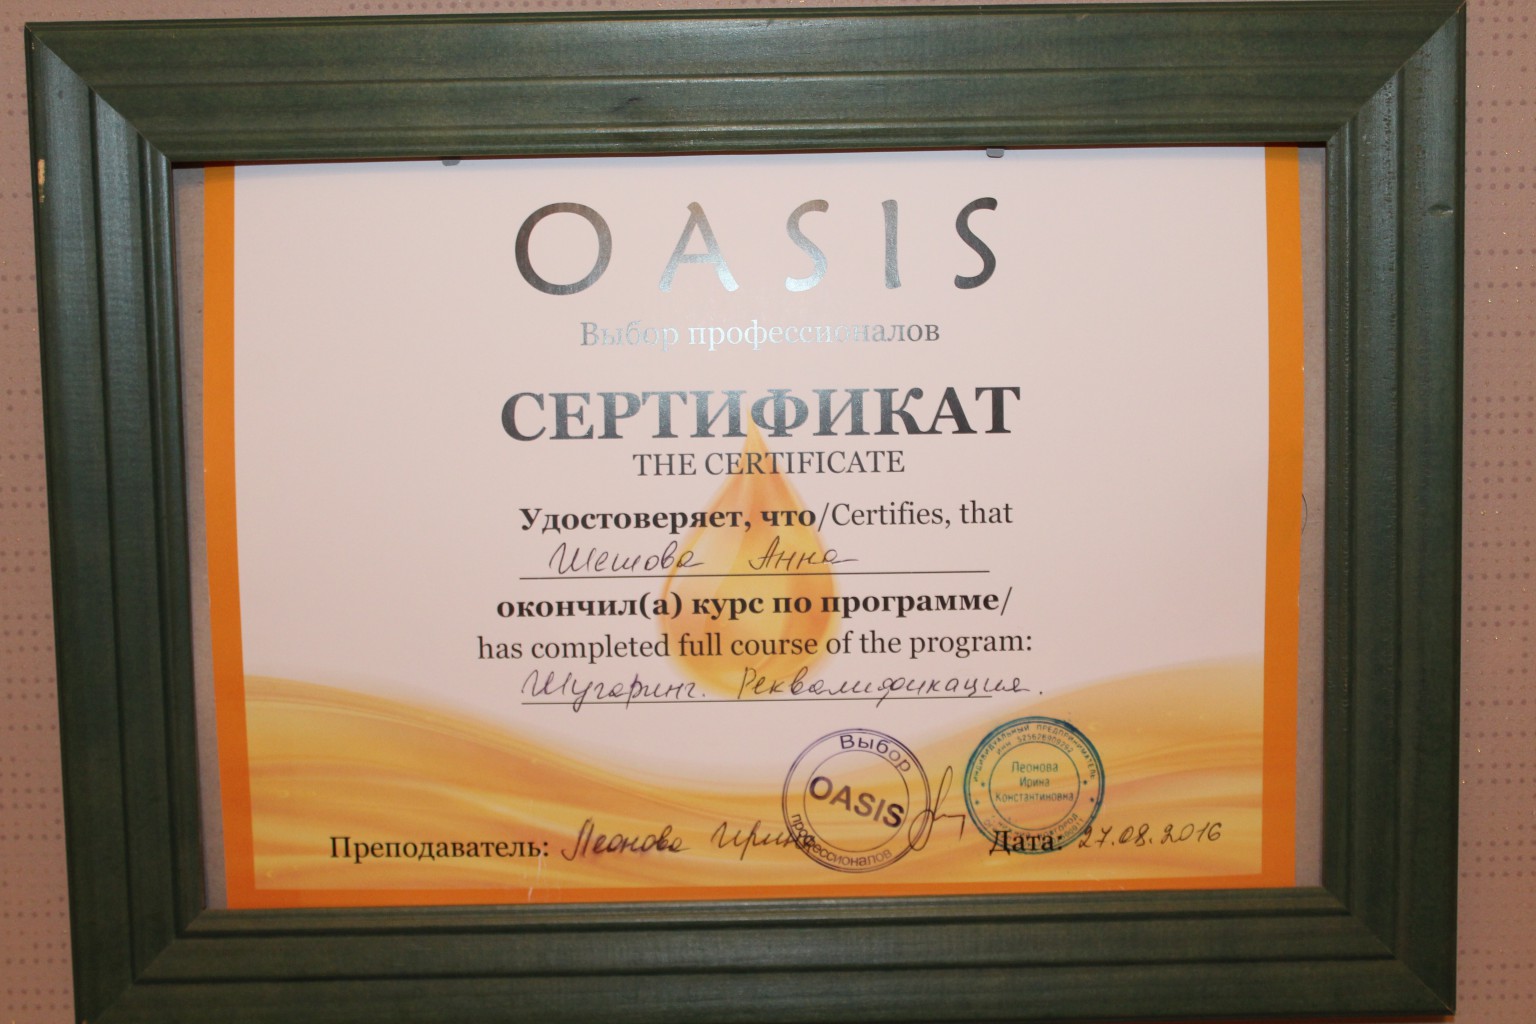 OASIS
Выбор профессионалов
СЕРТИФИКАТ
THE CERTIFICATE
Удостоверяет, что/Certifies, that
Шешова Анна
окончил(а) курс по программе/
has completed full course of the program:
Шугаринг. Реквалификация.
Выбор
OASIS
профессионалов
ИНДИВИДУАЛЬНЫЙ ПРЕДПРИНИМАТЕЛЬ
Леонова
Ирина
Константиновна
Преподаватель: Леонова Ирина
Дата: 27.08.2016